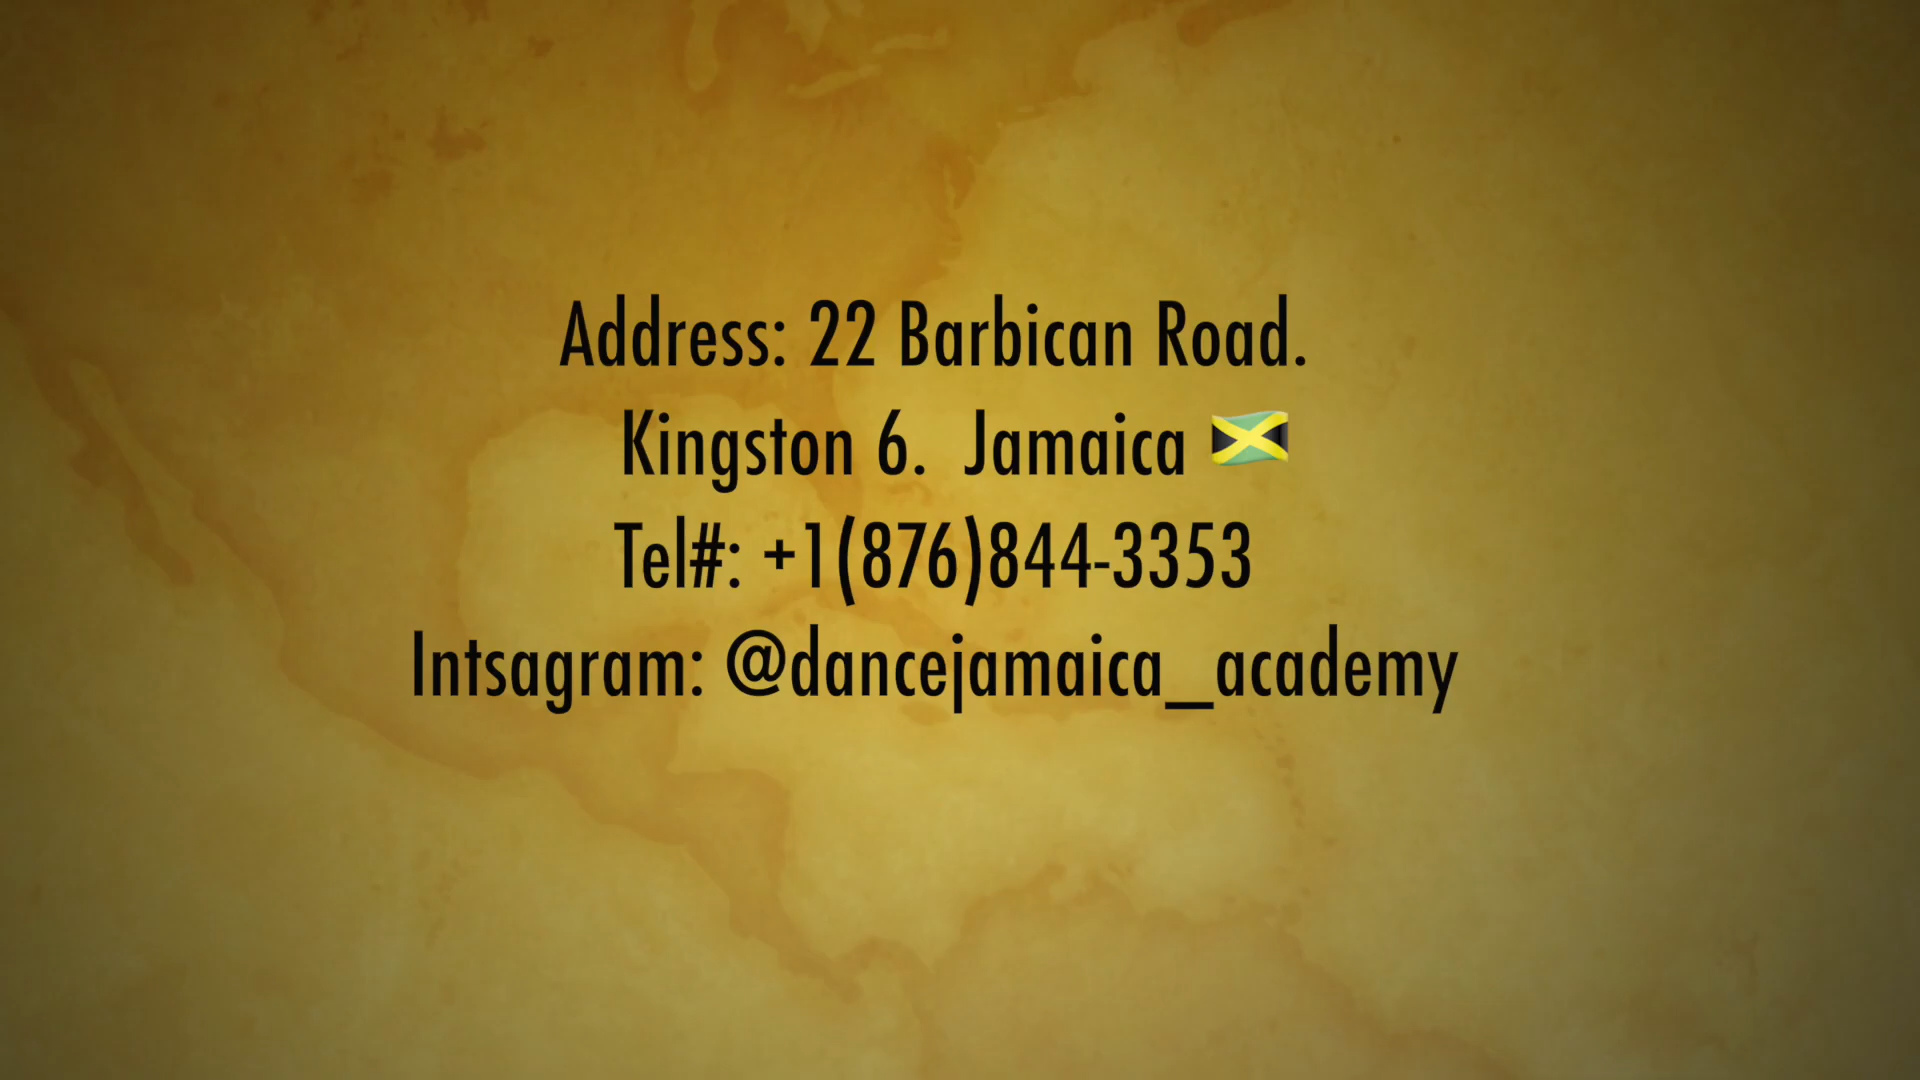 Address: 22 Barbican Road.
Kingston 6. Jamaica 🇯🇲
Tel#: +1(876)844-3353
Intsagram: @dancejamaica_academy